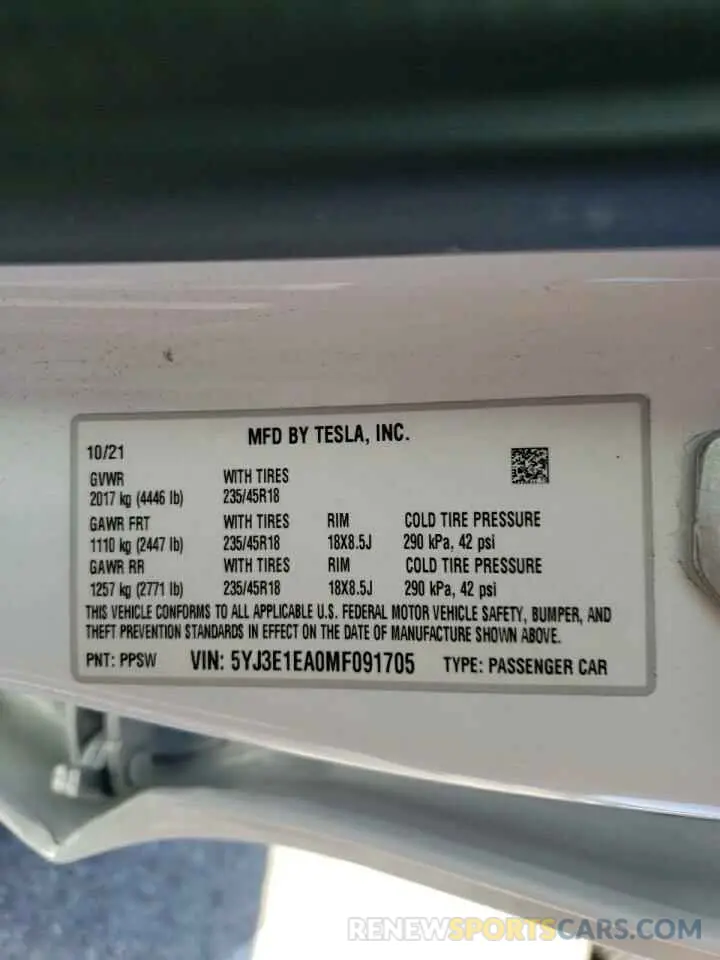 MFD BY TESLA, INC.
10/21
GVWR WITH TIRES
2017 kg (4446 lb) 235/45R18
GAWR FRT WITH TIRES RIM COLD TIRE PRESSURE
1110 kg (2447 lb) 235/45R18 18X8.5J 290 kPa, 42 psi
GAWR RR WITH TIRES RIM COLD TIRE PRESSURE
1257 kg (2771 lb) 235/45R18 18X8.5J 290 kPa, 42 psi
THIS VEHICLE CONFORMS TO ALL APPLICABLE U.S. FEDERAL MOTOR VEHICLE SAFETY, BUMPER, AND
THEFT PREVENTION STANDARDS IN EFFECT ON THE DATE OF MANUFACTURE SHOWN ABOVE.
PNT: PPSW VIN: 5YJ3E1EA0MF091705 TYPE: PASSENGER CAR
RENEWSPORTSCARS.COM